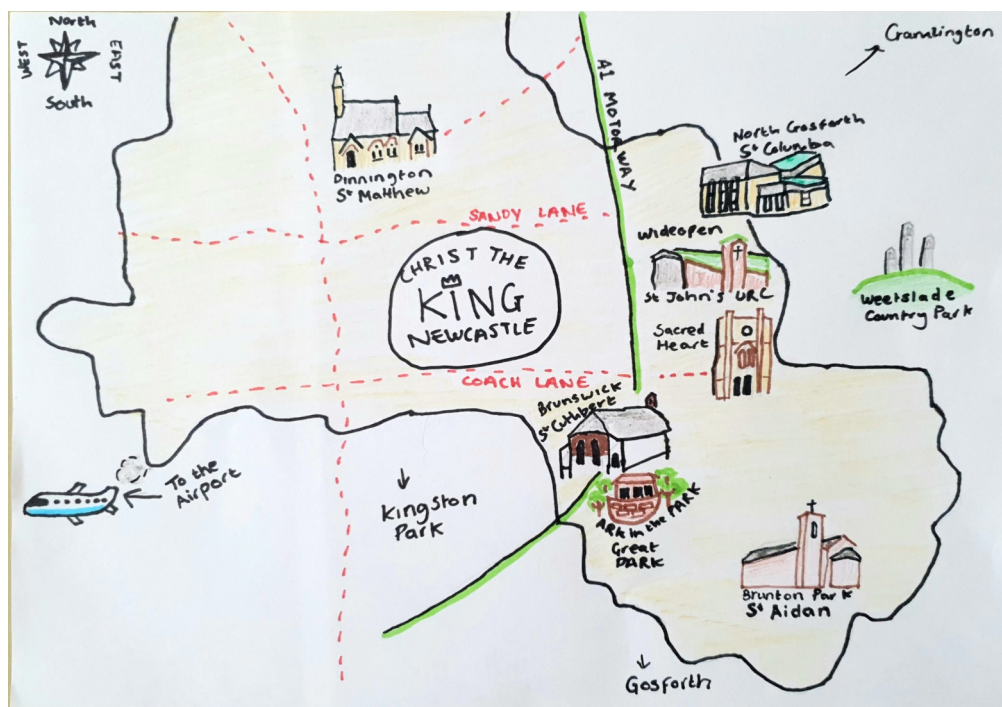 North
WEST
EAST
South
Cramlington
A1 MOTORWAY
North Gosforth
St Columba
Dinnington
St Matthew
SANDY LANE
Wideopen
St John's URC
CHRIST THE
KING
NEWCASTLE
Weetslade
Country Park
Sacred
Heart
COACH LANE
Brunswick
St Cuthbert
To the
Airport
Kingston
Park
ARK in the PARK
Great
PARK
Brunton Park
St Aidan
Gosforth